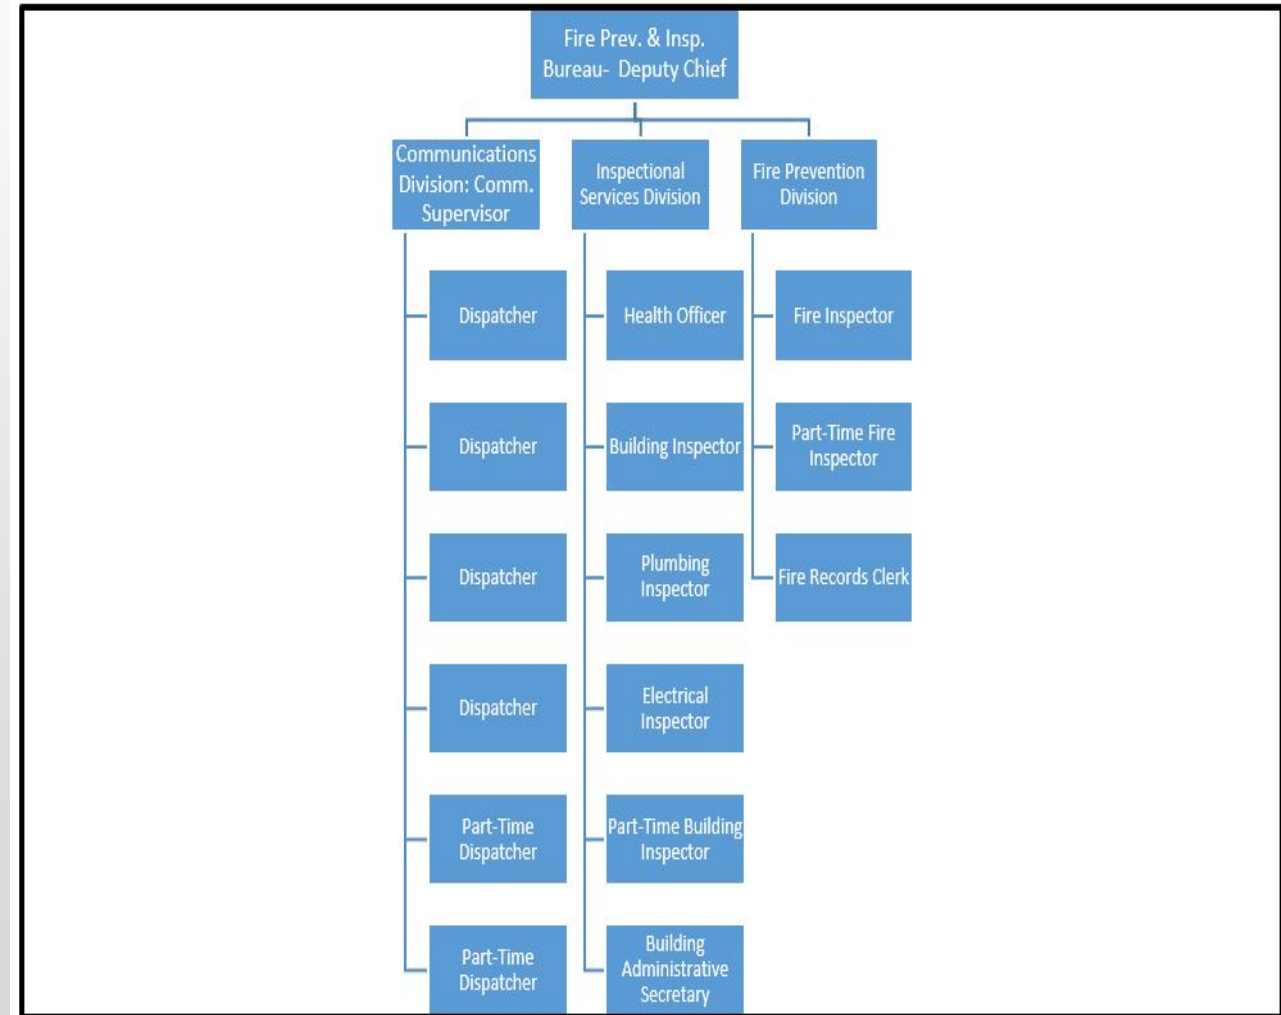 Fire Prev. & Insp.
Bureau-  Deputy Chief
Communications
Division: Comm.
Supervisor
Dispatcher
Dispatcher
Dispatcher
Dispatcher
Part-Time
Dispatcher
Part-Time
Dispatcher
Inspectional
Services Division
Health Officer
Building Inspector
Plumbing
Inspector
Electrical
Inspector
Part-Time Building
Inspector
Building
Administrative
Secretary
Fire Prevention
Division
Fire Inspector
Part-Time Fire
Inspector
Fire Records Clerk